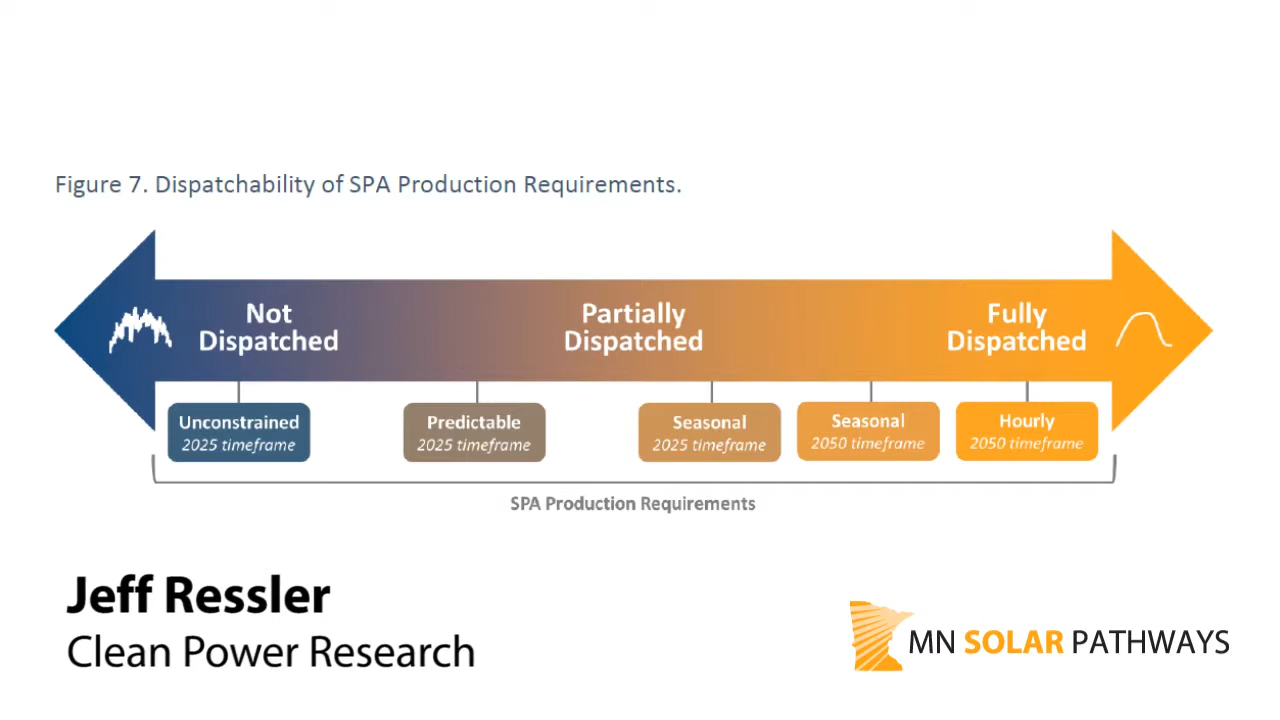 Figure 7. Dispatchability of SPA Production Requirements.
Not
Dispatched
Partially
Dispatched
Fully
Dispatched
Unconstrained
2025 timeframe
Predictable
2025 timeframe
Seasonal
2025 timeframe
Seasonal
2050 timeframe
Hourly
2050 timeframe
SPA Production Requirements
Jeff Ressler
Clean Power Research
MN SOLAR PATHWAYS